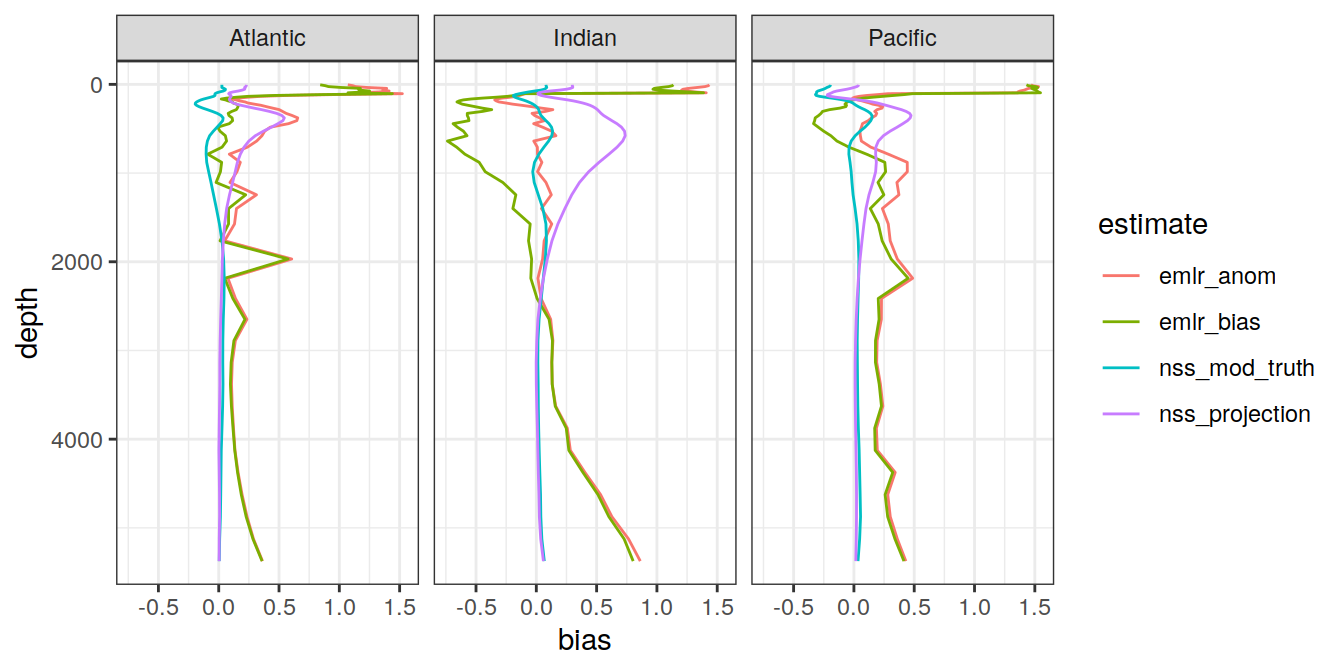 Atlantic Indian Pacific
0
2000
4000
depth
-0.5 0.0 0.5 1.0 1.5 -0.5 0.0 0.5 1.0 1.5 -0.5 0.0 0.5 1.0 1.5
bias
estimate
emlr_anom
emlr_bias
nss_mod_truth
nss_projection